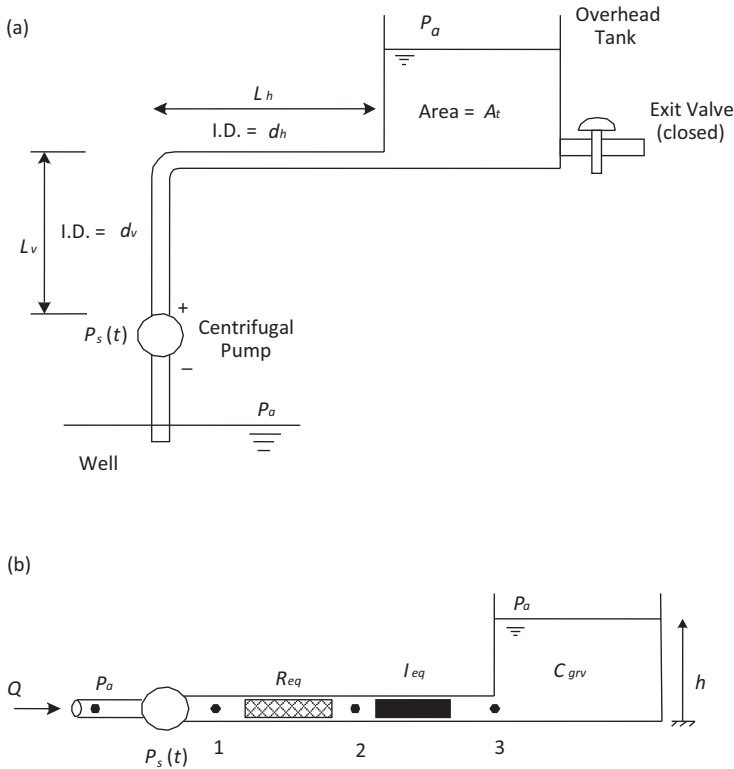 (a)
P_a
Overhead
Tank
L_h
I.D. = d_h
Area = A_t
Exit Valve
(closed)
L_v
I.D. = d_v
+
P_s(t)
Centrifugal
Pump
–
P_a
Well
(b)
P_a
Q
P_a
R_eq
I_eq
C_grv
h
P_s(t)
1
2
3